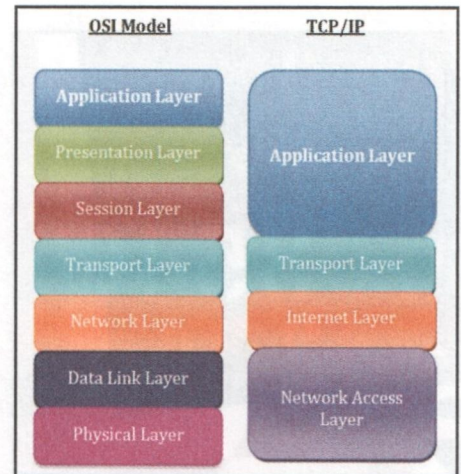 OSI Model
TCP/IP
Application Layer
Presentation Layer
Session Layer
Transport Layer
Network Layer
Data Link Layer
Physical Layer
Application Layer
Transport Layer
Internet Layer
Network Access
Layer